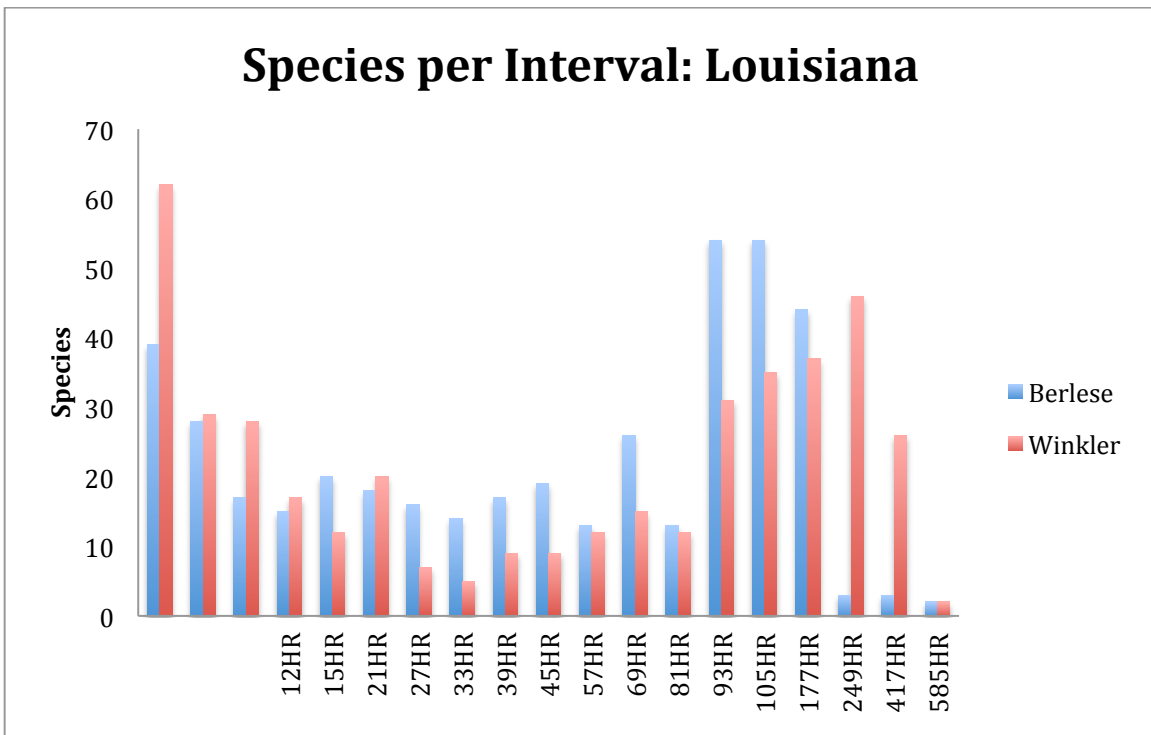 Species per Interval: Louisiana
70
60
50
40
30
20
10
0
Species
12HR
15HR
21HR
27HR
33HR
39HR
45HR
57HR
69HR
81HR
93HR
105HR
177HR
249HR
417HR
585HR
Berlese
Winkler